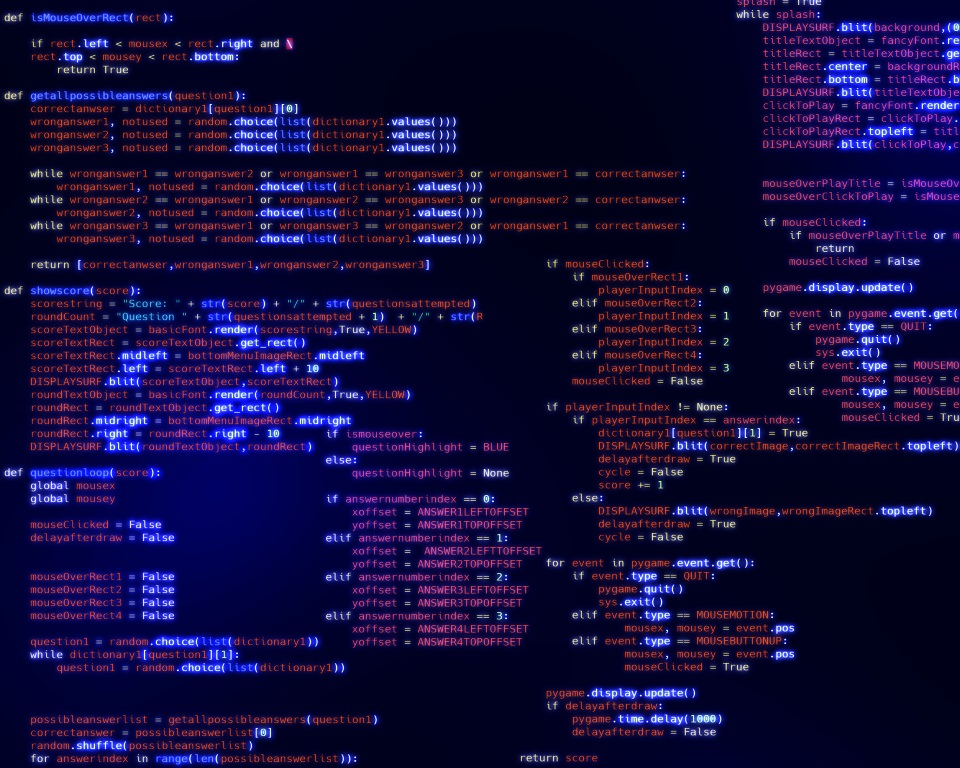 def isMouseOverRect(rect):
if rect.left < mousex < rect.right and \
rect.top < mousey < rect.bottom:
return True
def getallpossibleanswers(question1):
correctanwser = dictionary1[question1][0]
wronganswer1, notused = random.choice(list(dictionary1.values()))
wronganswer2, notused = random.choice(list(dictionary1.values()))
wronganswer3, notused = random.choice(list(dictionary1.values()))
while wronganswer1 == wronganswer2 or wronganswer1 == wronganswer3 or wronganswer1 == correctanwser:
wronganswer1, notused = random.choice(list(dictionary1.values()))
while wronganswer2 == wronganswer1 or wronganswer2 == wronganswer3 or wronganswer2 == correctanwser:
wronganswer2, notused = random.choice(list(dictionary1.values()))
while wronganswer3 == wronganswer1 or wronganswer3 == wronganswer2 or wronganswer1 == correctanwser:
wronganswer3, notused = random.choice(list(dictionary1.values()))
return [correctanwser,wronganswer1,wronganswer2,wronganswer3]
def showscore(score):
scorestring = "Score: " + str(score) + "/" + str(questionsattempted)
roundCount = "Question " + str(questionsattempted + 1) + "/" + str(R
scoreTextObject = basicFont.render(scorestring,True,YELLOW)
scoreTextRect = scoreTextObject.get_rect()
scoreTextRect.midleft = bottomMenuImageRect.midleft
scoreTextRect.left = scoreTextRect.left + 10
DISPLAYSURF.blit(scoreTextObject,scoreTextRect)
roundTextObject = basicFont.render(roundCount,True,YELLOW)
roundRect = roundTextObject.get_rect()
roundRect.midright = bottomMenuImageRect.midright
roundRect.right = roundRect.right - 10
DISPLAYSURF.blit(roundTextObject,roundRect)
def questionloop(score):
global mousex
global mousey
mouseClicked = False
delayafterdraw = False
mouseOverRect1 = False
mouseOverRect2 = False
mouseOverRect3 = False
mouseOverRect4 = False
question1 = random.choice(list(dictionary1))
while dictionary1[question1][1]:
question1 = random.choice(list(dictionary1))
possibleanswerlist = getallpossibleanswers(question1)
correctanwser = possibleanswerlist[0]
random.shuffle(possibleanswerlist)
for answerindex in range(len(possibleanswerlist)):
if ismouseover:
questionHighlight = BLUE
else:
questionHighlight = None
if answernumberindex == 0:
xoffset = ANSWER1LEFTOFFSET
yoffset = ANSWER1TOPOFFSET
elif answernumberindex == 1:
xoffset = ANSWER2LEFTTOFFSET
yoffset = ANSWER2TOPOFFSET
elif answernumberindex == 2:
xoffset = ANSWER3LEFTOFFSET
yoffset = ANSWER3TOPOFFSET
elif answernumberindex == 3:
xoffset = ANSWER4LEFTOFFSET
yoffset = ANSWER4TOPOFFSET
if mouseClicked:
if mouseOverRect1:
playerInputIndex = 0
elif mouseOverRect2:
playerInputIndex = 1
elif mouseOverRect3:
playerInputIndex = 2
elif mouseOverRect4:
playerInputIndex = 3
mouseClicked = False
if playerInputIndex != None:
if playerInputIndex == answerindex:
dictionary1[question1][1] = True
DISPLAYSURF.blit(correctImage,correctImageRect.topleft)
delayafterdraw = True
cycle = False
score += 1
else:
DISPLAYSURF.blit(wrongImage,wrongImageRect.topleft)
delayafterdraw = True
cycle = False
for event in pygame.event.get():
if event.type == QUIT:
pygame.quit()
sys.exit()
elif event.type == MOUSEMOTION:
mousex, mousey = event.pos
elif event.type == MOUSEBUTTONUP:
mousex, mousey = event.pos
mouseClicked = True
pygame.display.update()
if delayafterdraw:
pygame.time.delay(1000)
delayafterdraw = False
return score
splash = True
while splash:
DISPLAYSURF.blit(background,(0
titleTextObject = fancyFont.re
titleRect = titleTextObject.ge
titleRect.center = backgroundR
titleRect.bottom = titleRect.b
DISPLAYSURF.blit(titleTextObje
clickToPlay = fancyFont.render
clickToPlayRect = clickToPlay.
clickToPlayRect.topleft = titl
DISPLAYSURF.blit(clickToPlay,c
mouseOverPlayTitle = isMouseOv
mouseOverClickToPlay = isMouse
if mouseClicked:
if mouseOverPlayTitle or m
return
mouseClicked = False
pygame.display.update()
for event in pygame.event.get(
if event.type == QUIT:
pygame.quit()
sys.exit()
elif event.type == MOUSEMO
mousex, mousey = e
elif event.type == MOUSEBU
mousex, mousey = e
mouseClicked = Tru